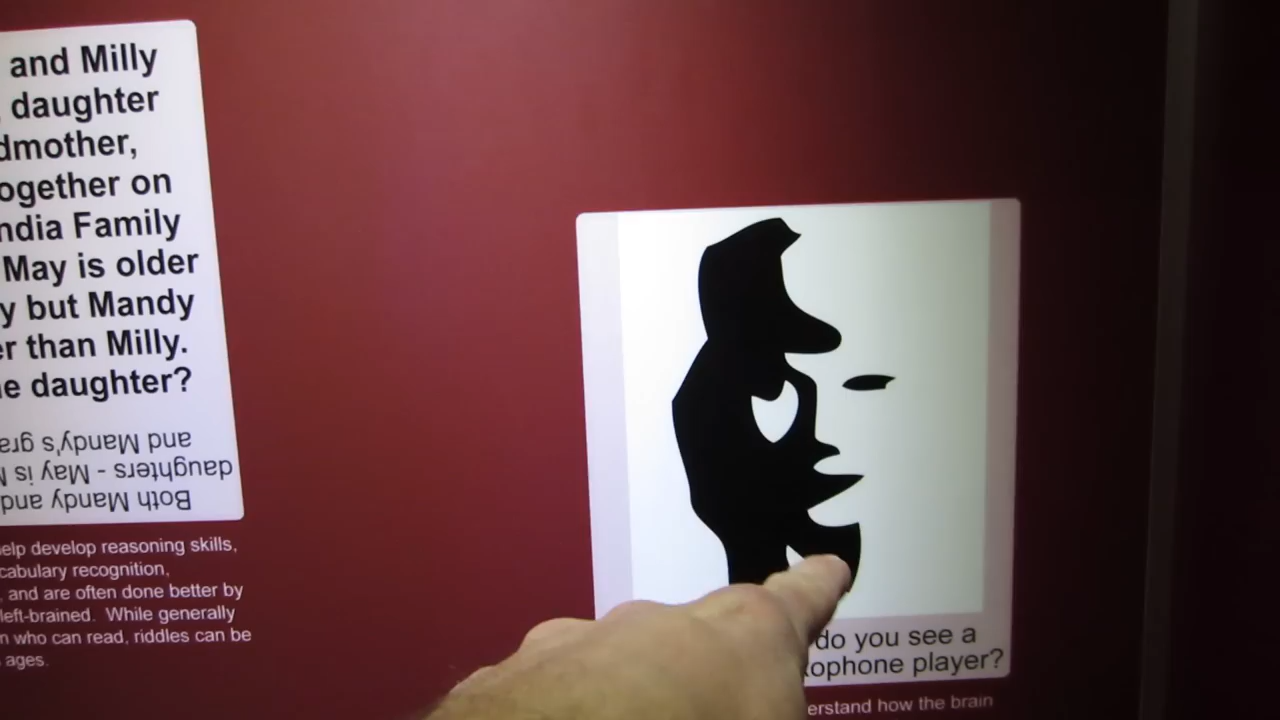 and Milly
daughter
dmother,
ogether on
ndia Family
May is older
y but Mandy
er than Milly.
e daughter?
and Mandy's gra
daughters - May is M
Both Mandy and
elp develop reasoning skills,
cabulary recognition,
and are often done better by
left-brained. While generally
n who can read, riddles can be
ages.
do you see a
ophone player?
erstand how the brain